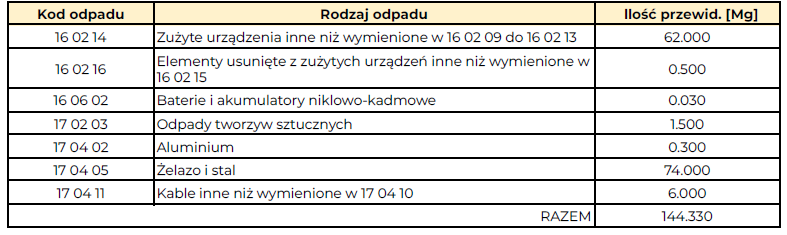 Kod odpadu Rodzaj odpadu Ilość przewid. [Mg]
16 02 14 Zużyte urządzenia inne niż wymienione w 16 02 09 do 16 02 13 62.000
16 02 16 Elementy usunięte z zużytych urządzeń inne niż wymienione w
16 02 15 0.500
16 06 02 Baterie i akumulatory niklowo-kadmowe 0.030
17 02 03 Odpady tworzyw sztucznych 1.500
17 04 02 Aluminium 0.300
17 04 05 Żelazo i stal 74.000
17 04 11 Kable inne niż wymienione w 17 04 10 6.000
RAZEM 144.330